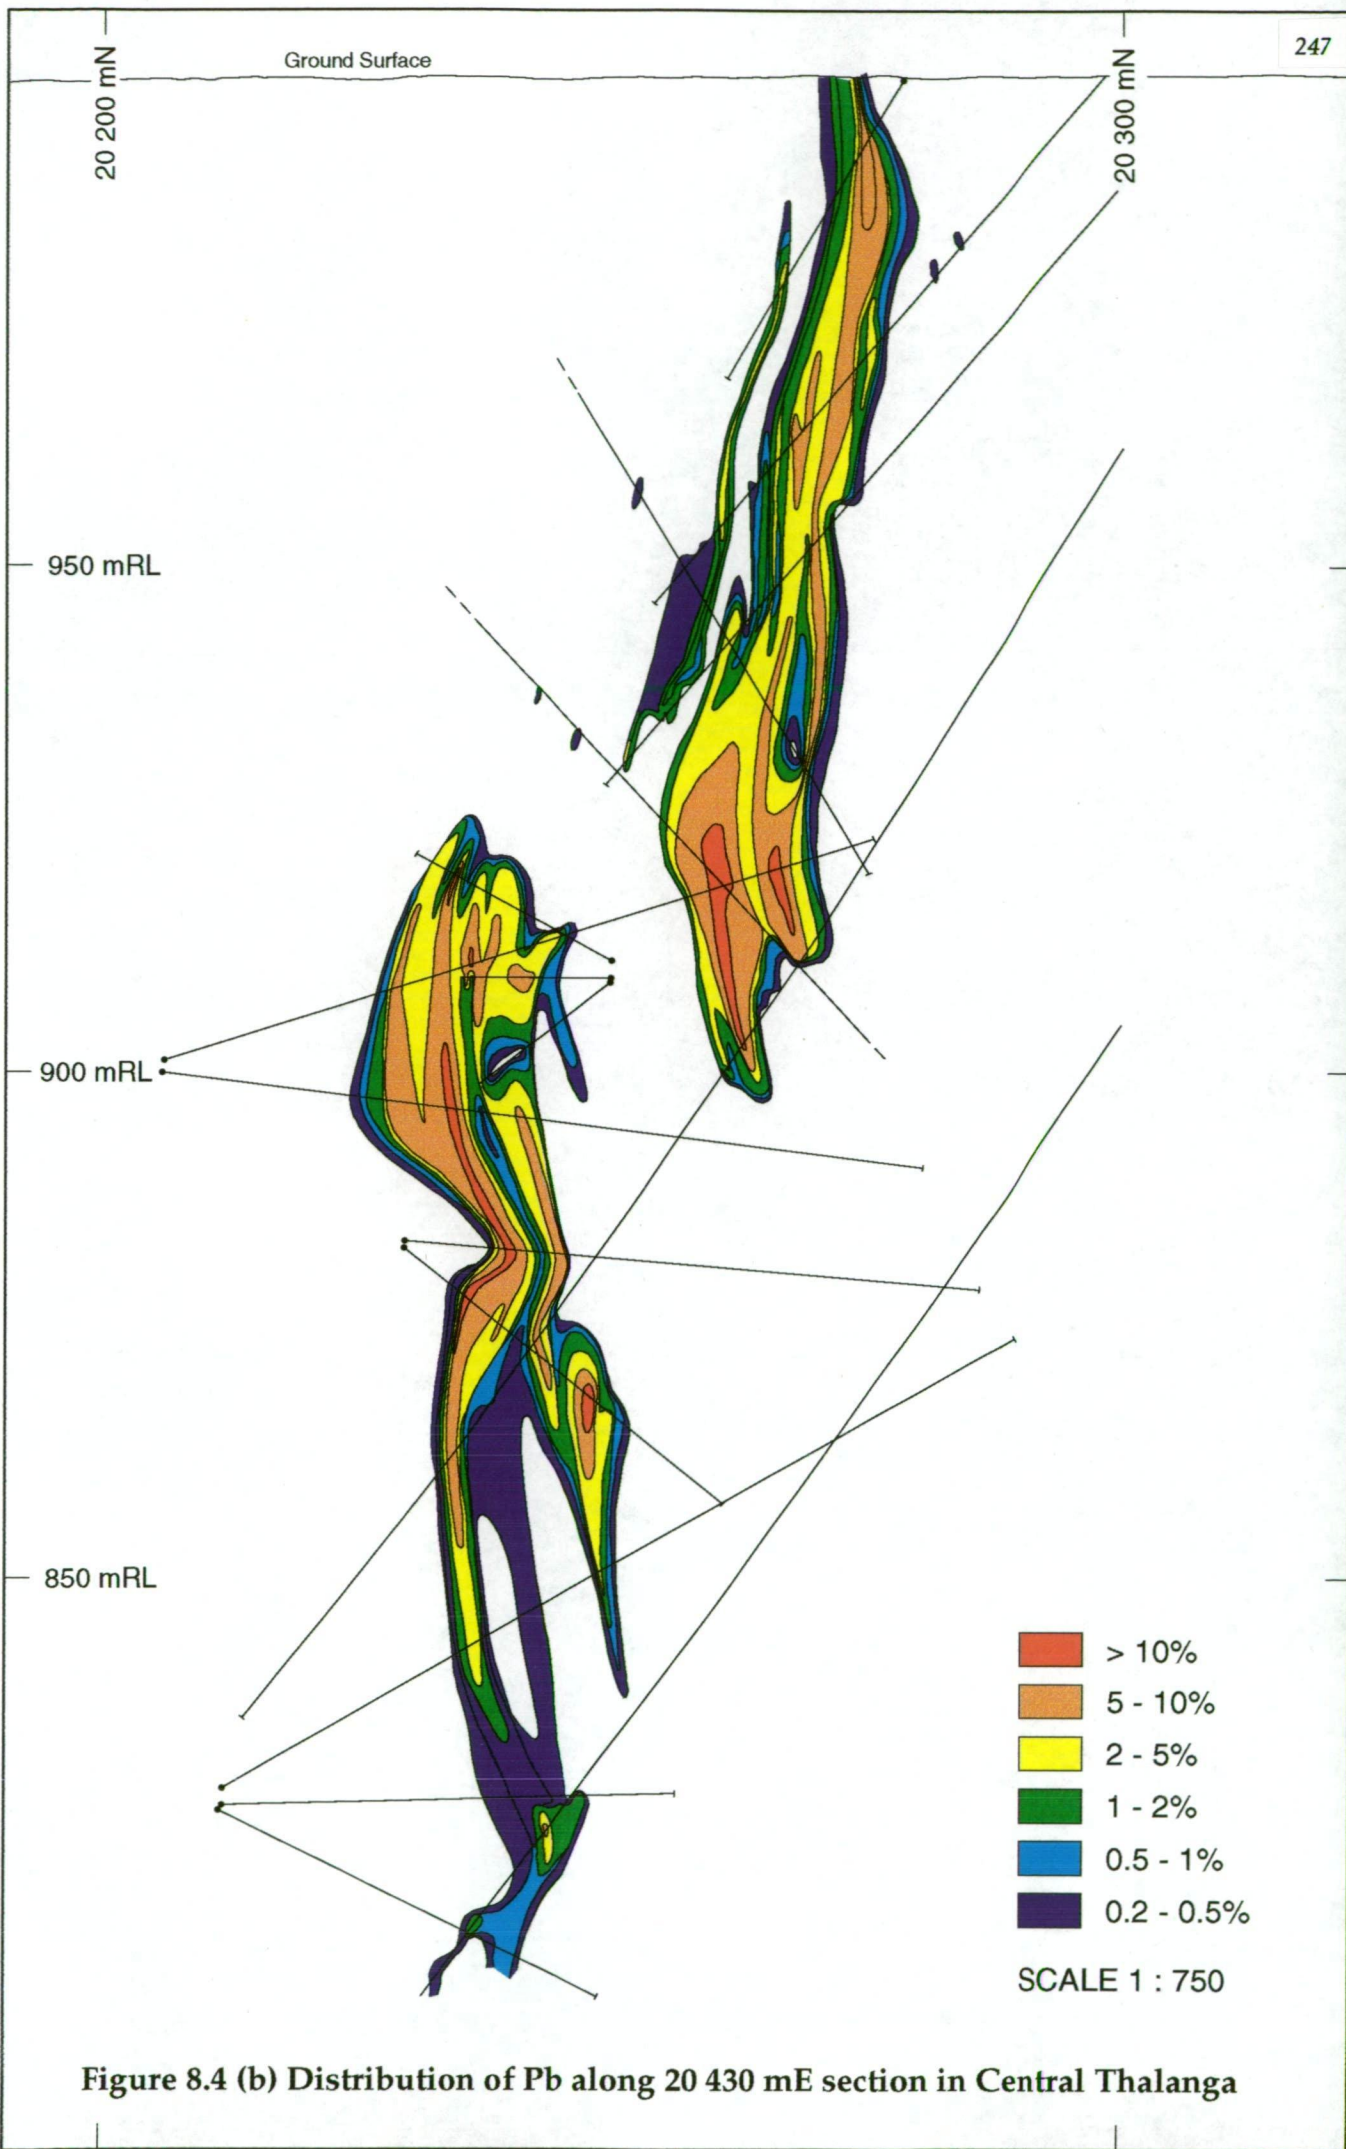 247
Ground Surface
20 200 mN
20 300 mN
950 mRL
900 mRL
850 mRL
> 10%
5 - 10%
2 - 5%
1 - 2%
0.5 - 1%
0.2 - 0.5%
SCALE 1 : 750
Figure 8.4 (b) Distribution of Pb along 20 430 mE section in Central Thalanga